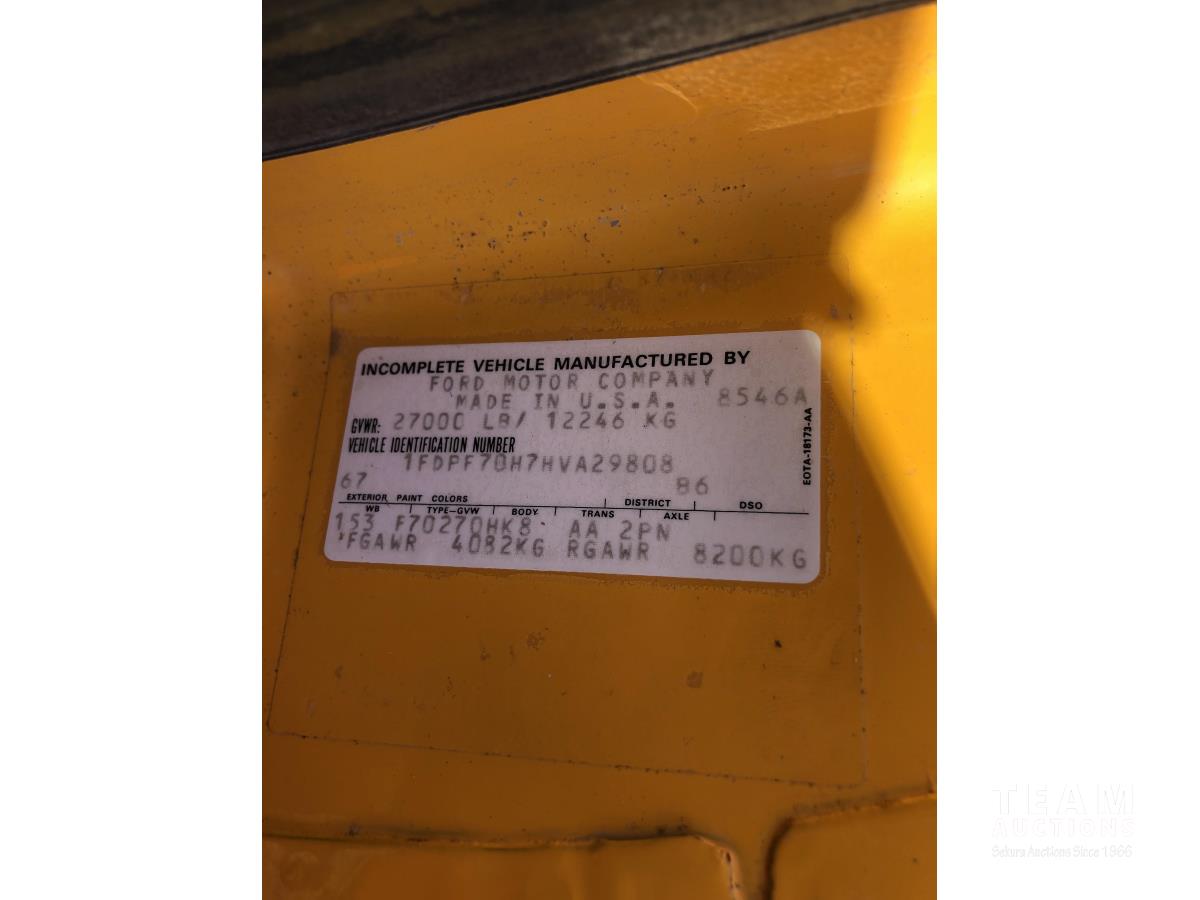 INCOMPLETE VEHICLE MANUFACTURED BY
FORD MOTOR COMPANY
MADE IN U.S.A. 8546A
GVWR: 27000 LB/ 12246 KG
VEHICLE IDENTIFICATION NUMBER
1FDPF70H7HVA29808
67 B6
EXTERIOR PAINT COLORS DISTRICT DSO
WB TYPE-GVW BODY TRANS AXLE
153 F70270HK8 AA 2PN
*FGAWR 4082KG RGAWR 8200KG
EOTA-18173-AA
TEAM
AUCTIONS
Sekura Auctions Since 1966